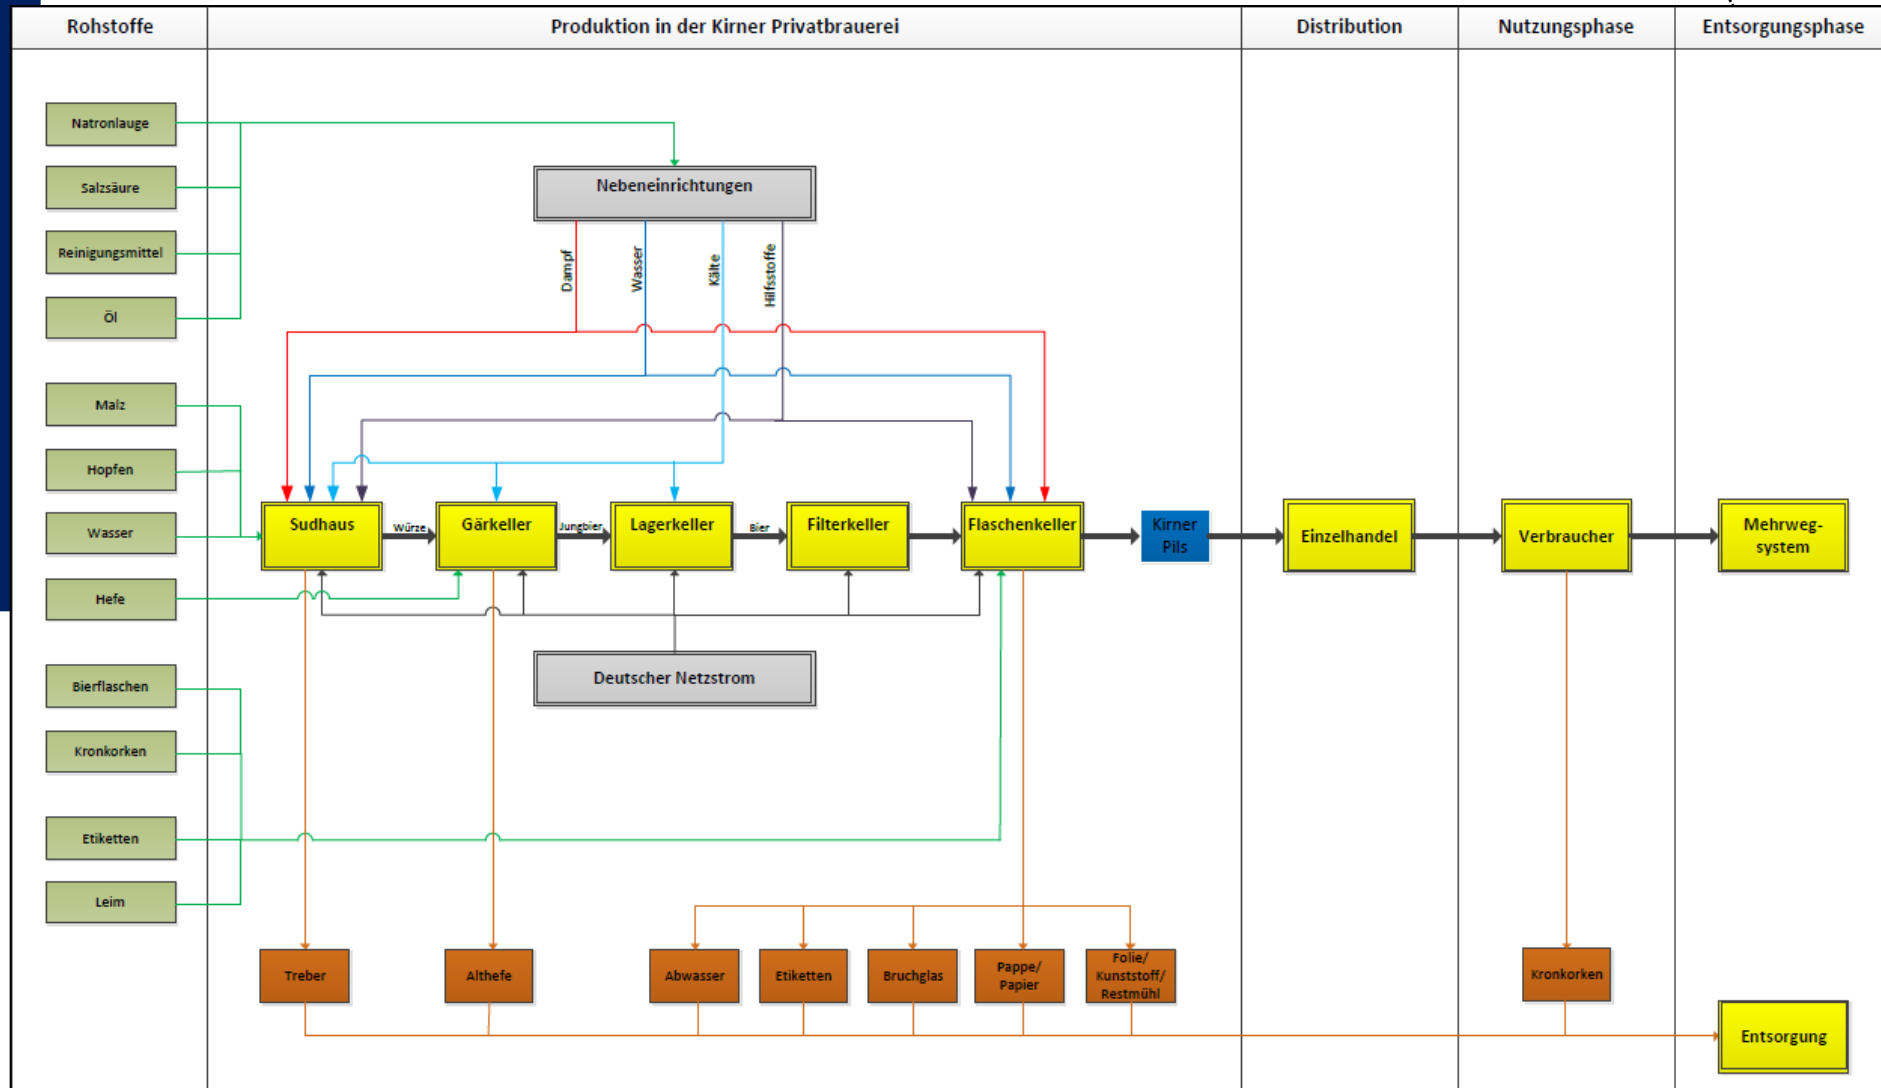 Rohstoffe
Produktion in der Kirner Privatbrauerei
Distribution
Nutzungsphase
Entsorgungsphase
Natronlauge
Salzsäure
Reinigungsmittel
Öl
Malz
Hopfen
Wasser
Hefe
Bierflaschen
Kronkorken
Etiketten
Leim
Nebeneinrichtungen
Dampf
Wasser
Kälte
Hilfsstoffe
Sudhaus
Würze
Gärkeller
Jungbier
Lagerkeller
Bier
Filterkeller
Flaschenkeller
Kirner
Pils
Einzelhandel
Verbraucher
Mehrweg-
system
Deutscher Netzstrom
Treber
Althefe
Abwasser
Etiketten
Bruchglas
Pappe/
Papier
Folie/
Kunststoff/
Restmühl
Kronkorken
Entsorgung